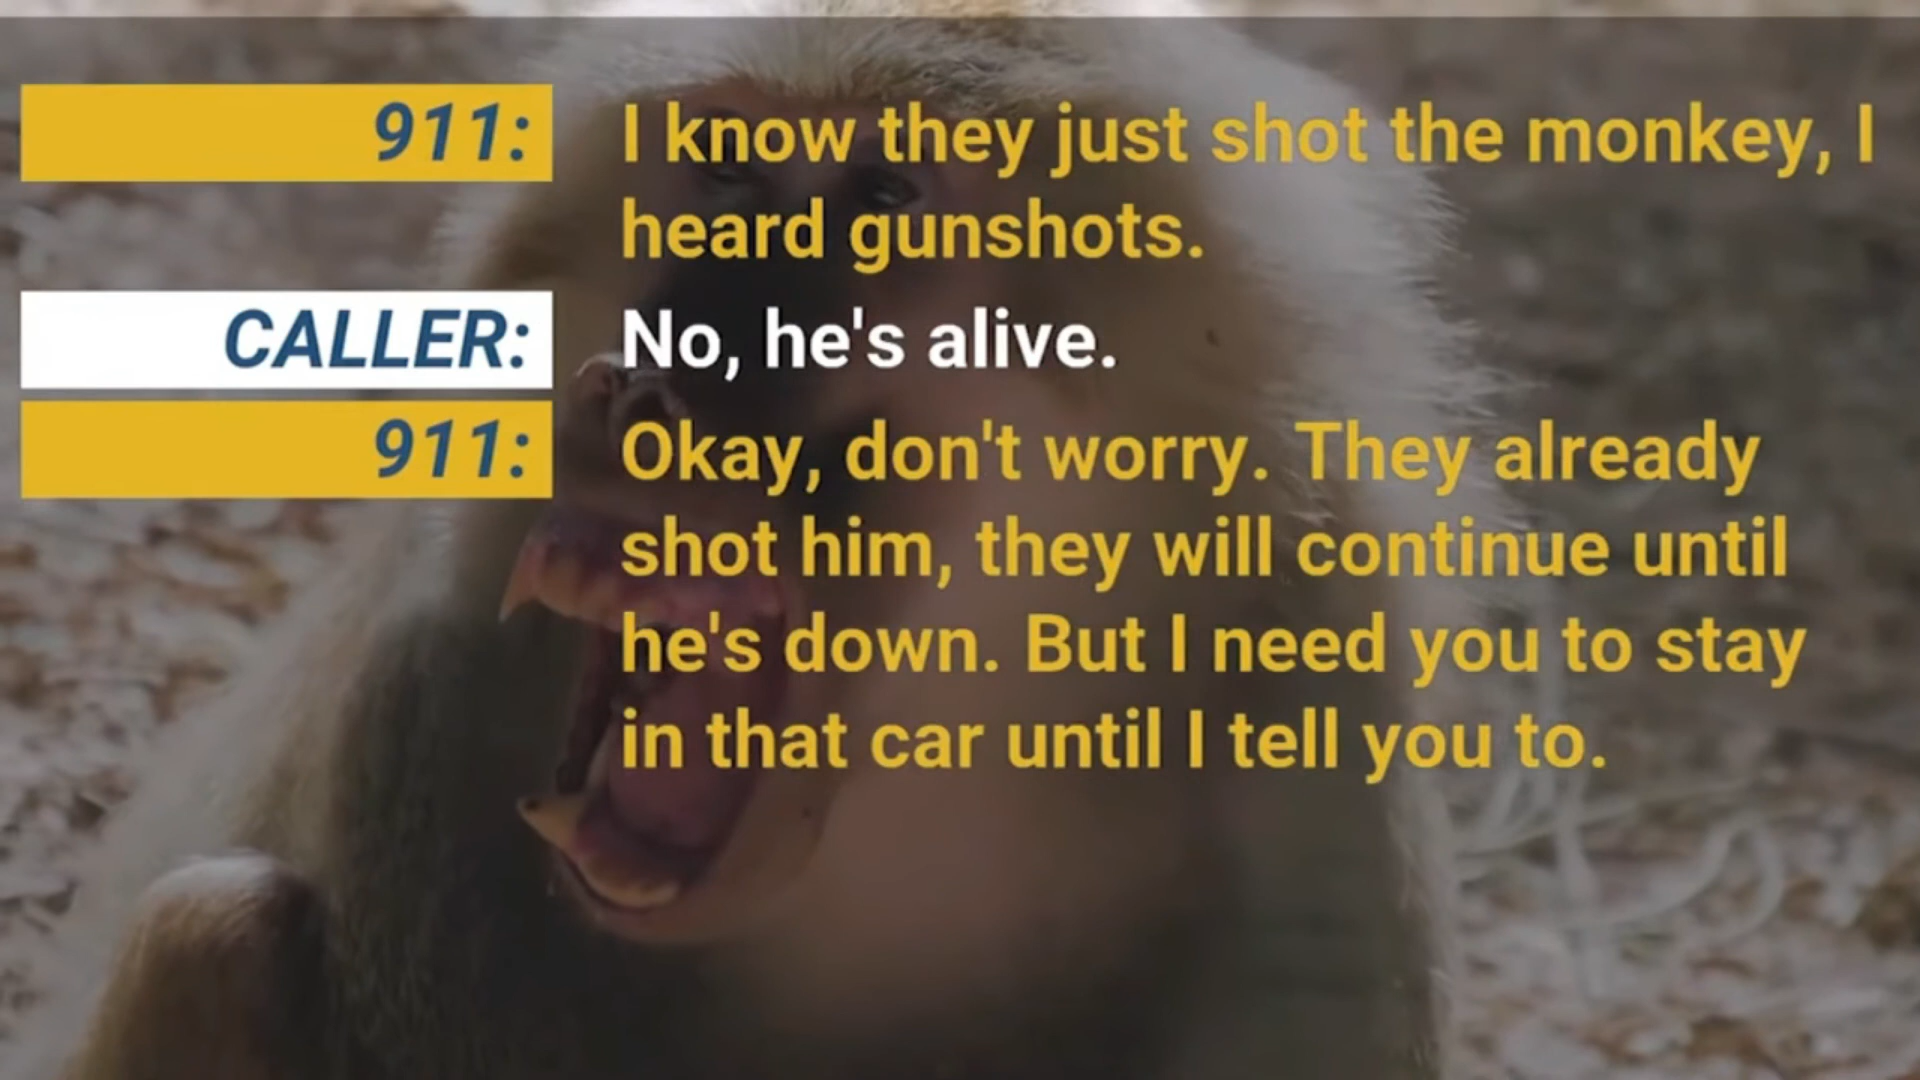 911: I know they just shot the monkey, I
heard gunshots.
CALLER: No, he's alive.
911: Okay, don't worry. They already
shot him, they will continue until
he's down. But I need you to stay
in that car until I tell you to.